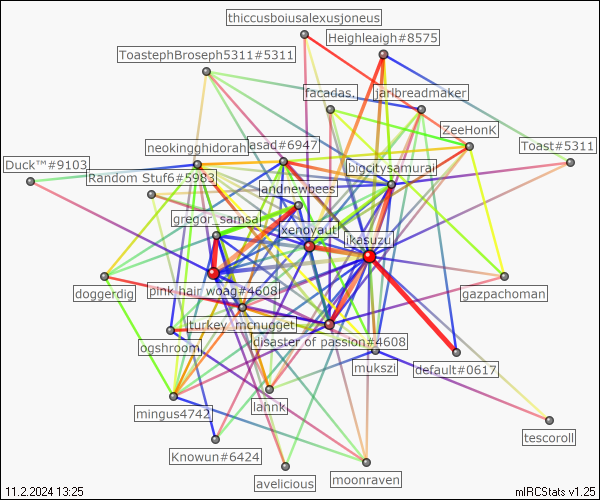 thiccusboiusalexusjoneus
Heighleaigh#8575
ToastephBroseph5311#5311
facadas.
jarlbreadmaker
ZeeHonK
neokingghidorah
asad#6947
Toast#5311
Duck™#9103
Random Stuf6#5983
bigcitysamurai
andnewbees
gregor_samsa
xenovaut
ikasuzu
doggerdig
pink hair woag#4608
gazpachoman
turkey_mcnugget
disaster of passion#4608
ogshroom
mukszi
default#0617
mingus4742
lahnk
tescoroll
Knowun#6424
avelicious
moonraven
11.2.2024 13:25
mIRCStats v1.25